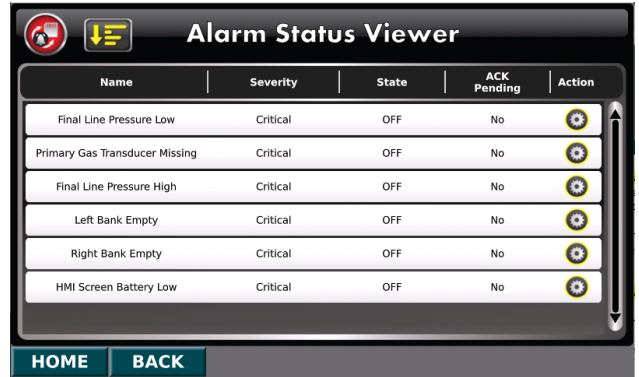 Alarm Status Viewer
Name Severity State ACK Pending Action
Final Line Pressure Low Critical OFF No
Primary Gas Transducer Missing Critical OFF No
Final Line Pressure High Critical OFF No
Left Bank Empty Critical OFF No
Right Bank Empty Critical OFF No
HMI Screen Battery Low Critical OFF No
HOME BACK